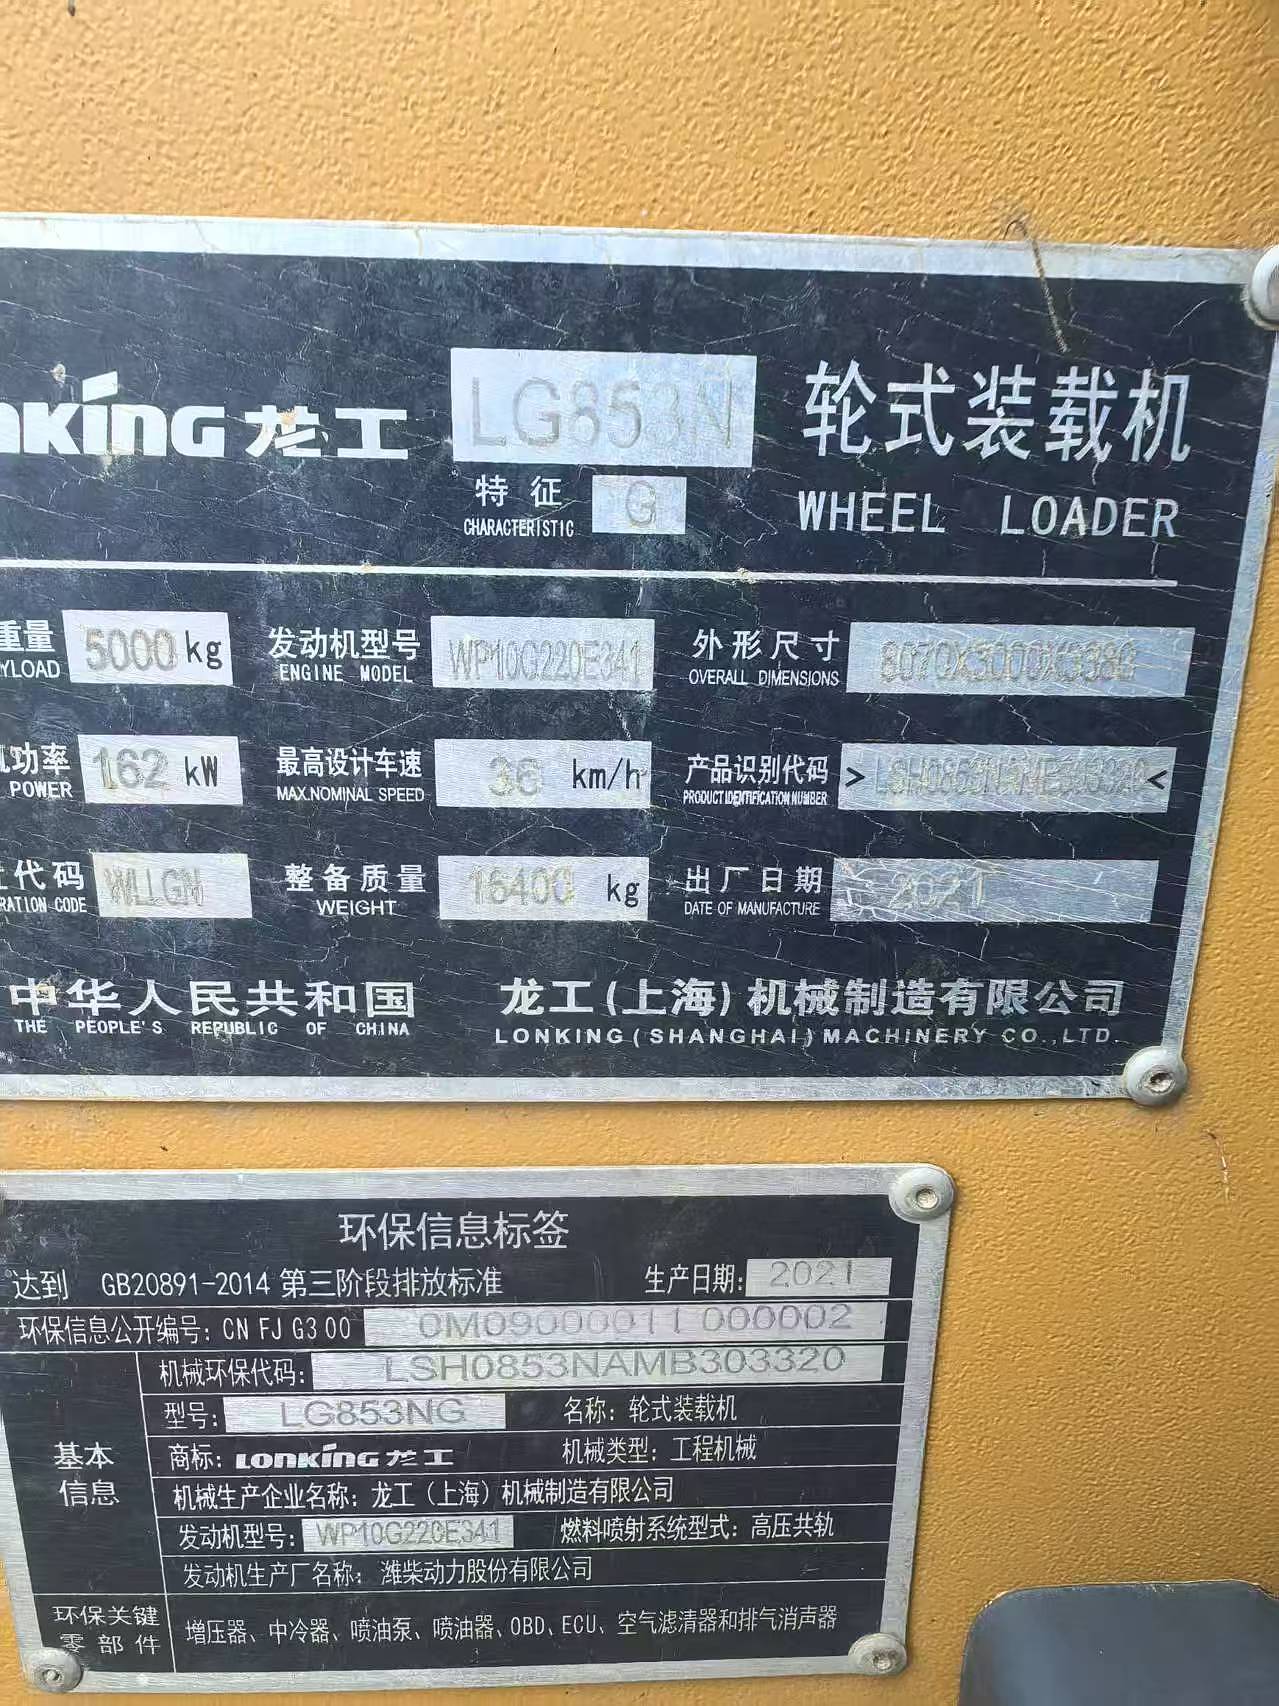 nKING 龙工 LG853N 轮式装载机
特征 G WHEEL LOADER
CHARACTERISTIC
重量 5000 kg 发动机型号 WP10G220E341 外形尺寸 8070X3000X3380
YLOAD ENGINE MODEL OVERALL DIMENSIONS
功率 162 kW 最高设计车速 36 km/h 产品识别代码 >LSH0853NAMB303320<
POWER MAX.NOMINAL SPEED PRODUCT IDENTIFICATION NUMBER
代码 WLLGN 整备质量 16400 kg 出厂日期 2021
RATION CODE WEIGHT DATE OF MANUFACTURE
中华人民共和国 龙工(上海)机械制造有限公司
THE PEOPLE'S REPUBLIC OF CHINA LONKING(SHANGHAI)MACHINERY CO.,LTD.
环保信息标签
达到 GB20891-2014 第三阶段排放标准 生产日期: 2021
环保信息公开编号: CN FJ G3 00 0M09000011 000002
机械环保代码: LSH0853NAMB303320
型号: LG853NG 名称: 轮式装载机
基本信息
商标: LONKING 龙工 机械类型: 工程机械
机械生产企业名称: 龙工(上海)机械制造有限公司
发动机型号: WP10G220E341 燃料喷射系统型式: 高压共轨
发动机生产厂名称: 潍柴动力股份有限公司
环保关键零部件 增压器、中冷器、喷油泵、喷油器、OBD、ECU、空气滤清器和排气消声器